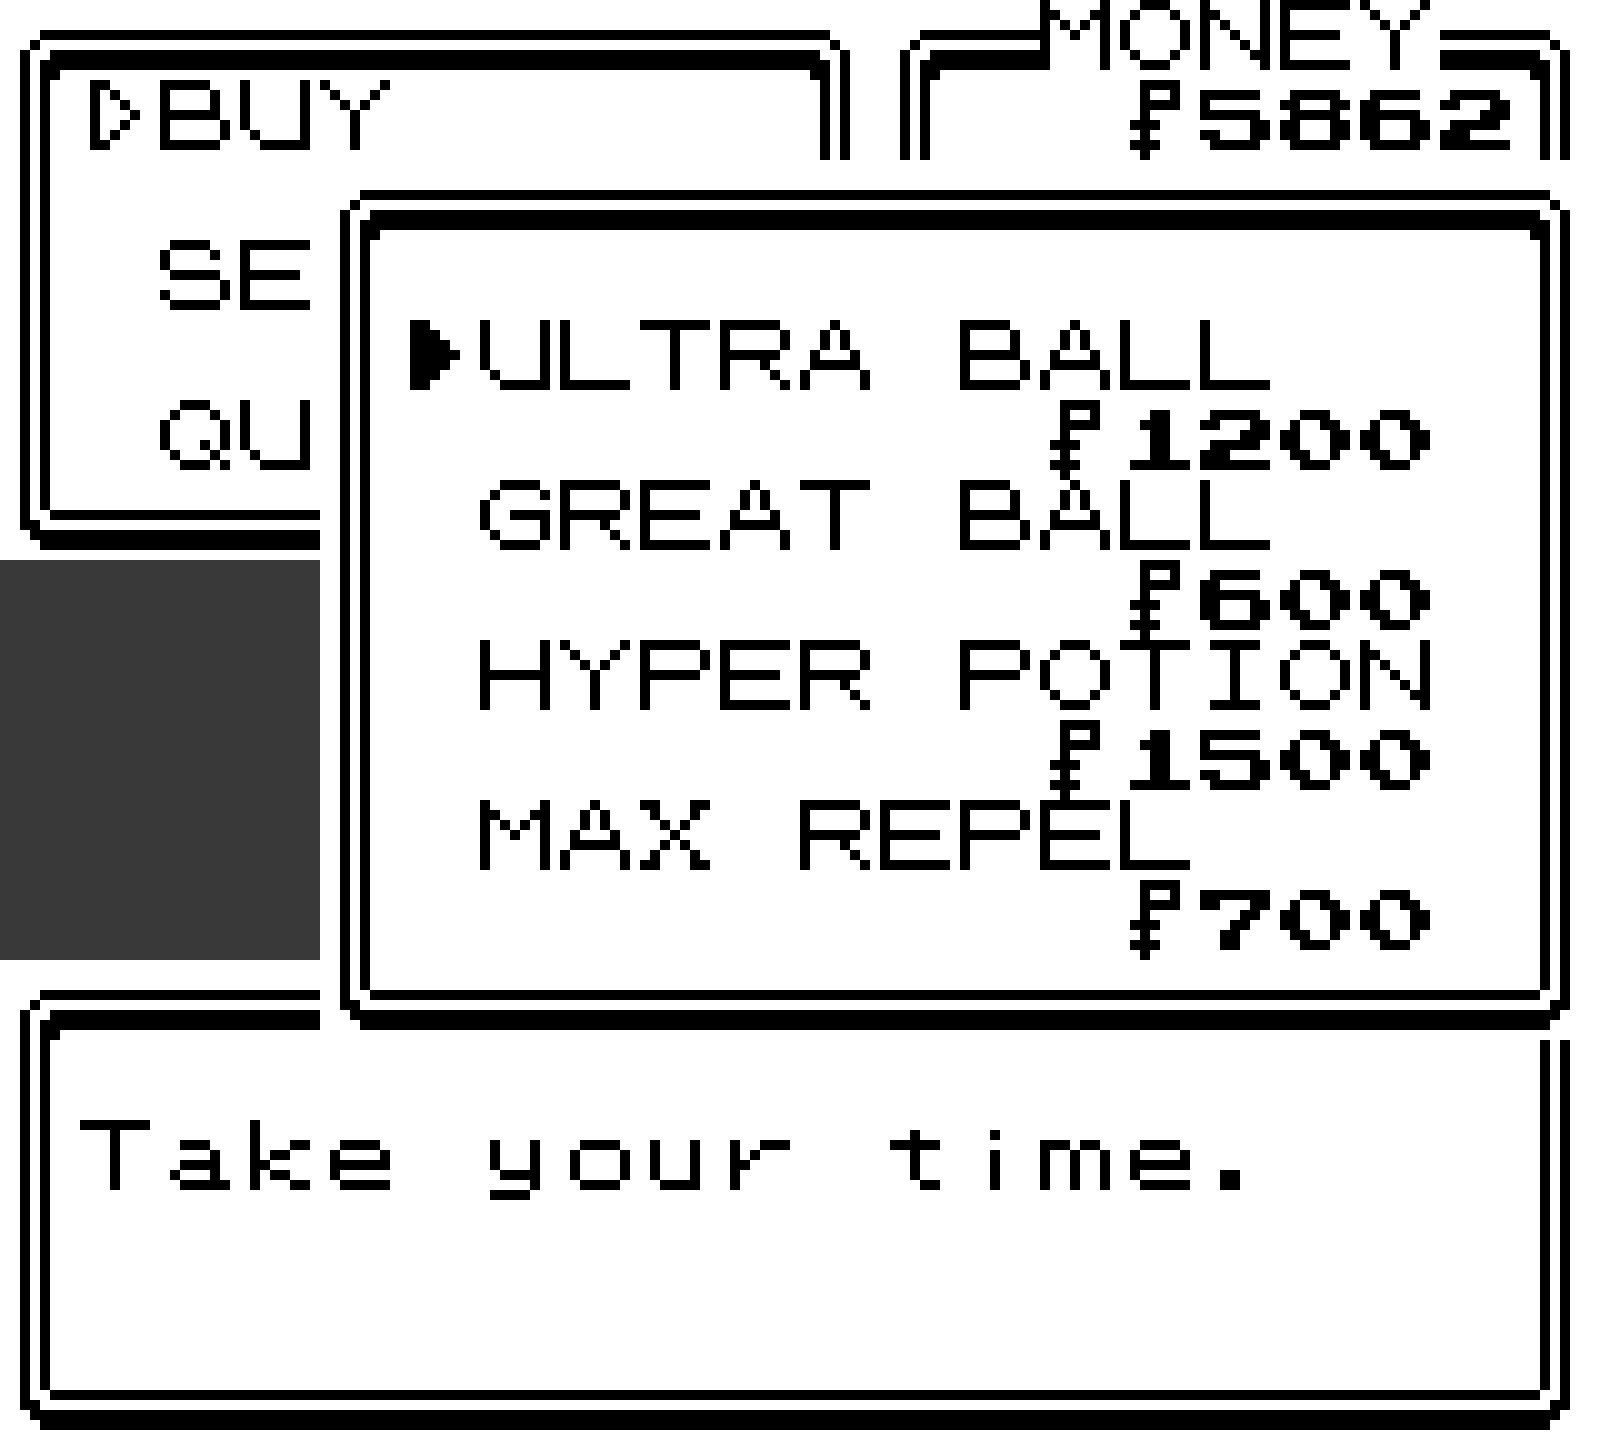 MONEY
▷BUY
₽5862
SE
▶ULTRA BALL
₽1200
QU
GREAT BALL
₽600
HYPER POTION
₽1500
MAX REPEL
₽700
Take your time.